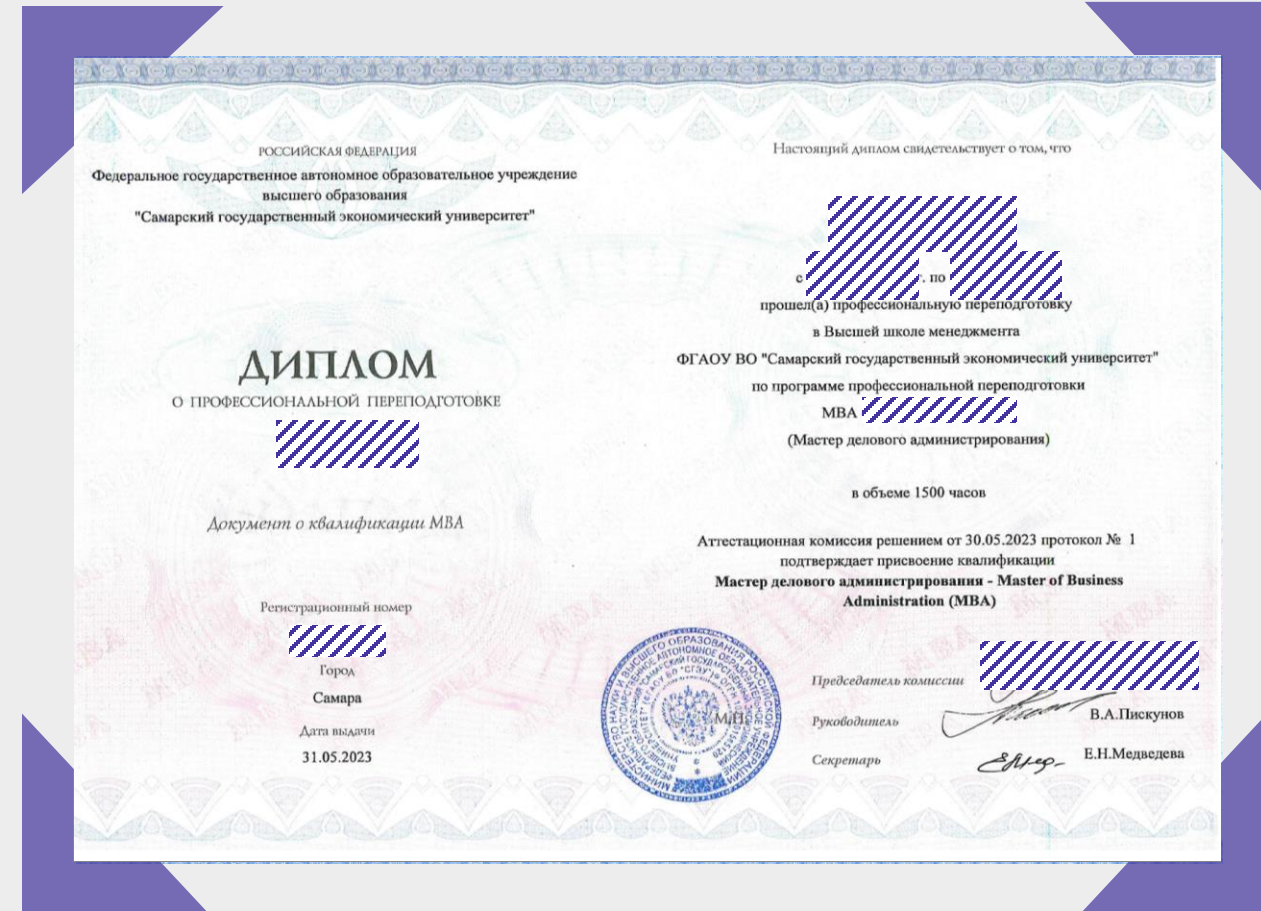 РОССИЙСКАЯ ФЕДЕРАЦИЯ
Федеральное государственное автономное образовательное учреждение
высшего образования
"Самарский государственный экономический университет"
ДИПЛОМ
О ПРОФЕССИОНАЛЬНОЙ ПЕРЕПОДГОТОВКЕ
Документ о квалификации МВА
Регистрационный номер
Город
Самара
Дата выдачи
31.05.2023
Настоящий диплом свидетельствует о том, что
с г. по
прошел(а) профессиональную переподготовку
в Высшей школе менеджмента
ФГАОУ ВО "Самарский государственный экономический университет"
по программе профессиональной переподготовки
МВА
(Мастер делового администрирования)
в объеме 1500 часов
Аттестационная комиссия решением от 30.05.2023 протокол № 1
подтверждает присвоение квалификации
Мастер делового администрирования - Master of Business
Administration (MBA)
М.П.
Председатель комиссии
Руководитель В.А.Пискунов
Секретарь Е.Н.Медведева